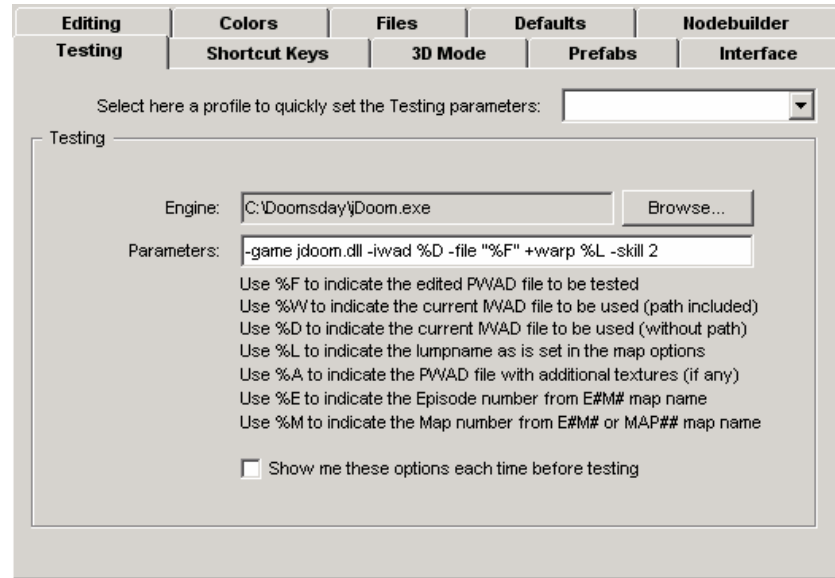 Editing Colors Files Defaults Nodebuilder
Testing Shortcut Keys 3D Mode Prefabs Interface
Select here a profile to quickly set the Testing parameters:
Testing
Engine: C:\Doomsday\jDoom.exe Browse...
Parameters: -game jdoom.dll -iwad %D -file "%F" +warp %L -skill 2
Use %F to indicate the edited PWAD file to be tested
Use %W to indicate the current IWAD file to be used (path included)
Use %D to indicate the current IWAD file to be used (without path)
Use %L to indicate the lumpname as is set in the map options
Use %A to indicate the PWAD file with additional textures (if any)
Use %E to indicate the Episode number from E#M# map name
Use %M to indicate the Map number from E#M# or MAP## map name
Show me these options each time before testing